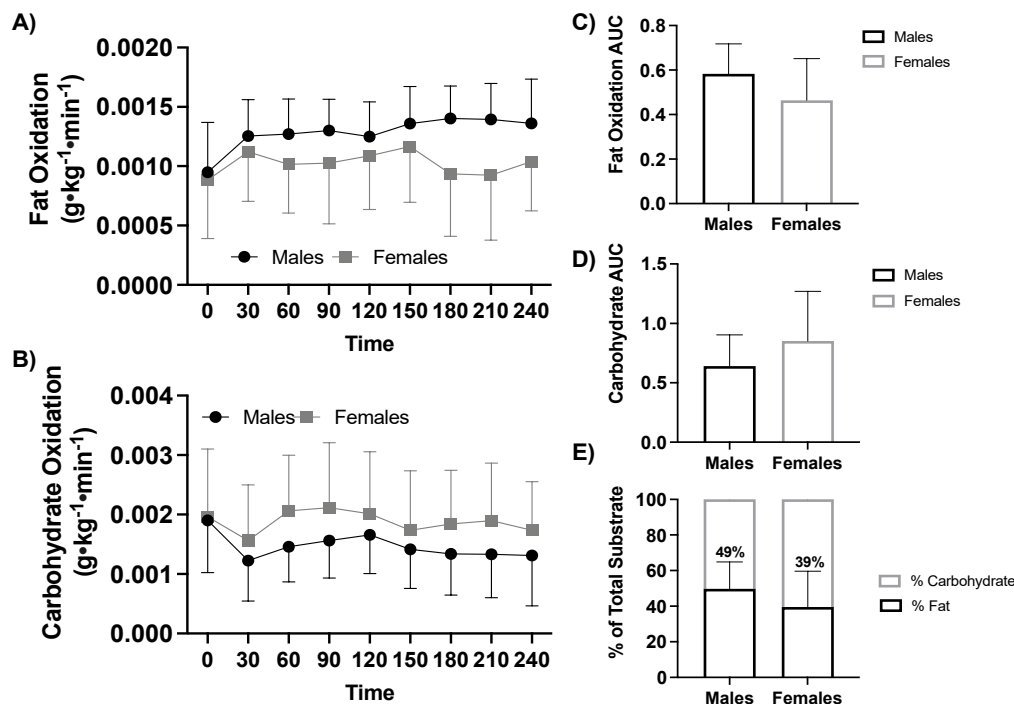 A)
Fat Oxidation
(g•kg⁻¹•min⁻¹)
0.0020
0.0015
0.0010
0.0005
0.0000
Males Females
0 30 60 90 120 150 180 210 240
Time
B)
Carbohydrate Oxidation
(g•kg⁻¹•min⁻¹)
0.004
0.003
0.002
0.001
0.000
Males Females
0 30 60 90 120 150 180 210 240
Time
C)
Fat Oxidation AUC
0.8
0.6
0.4
0.2
0.0
Males Females
Males
Females
D)
Carbohydrate AUC
1.5
1.0
0.5
0.0
Males Females
Males
Females
E)
% of Total Substrate
100
80
60
40
20
0
49% 39%
Males Females
% Carbohydrate
% Fat